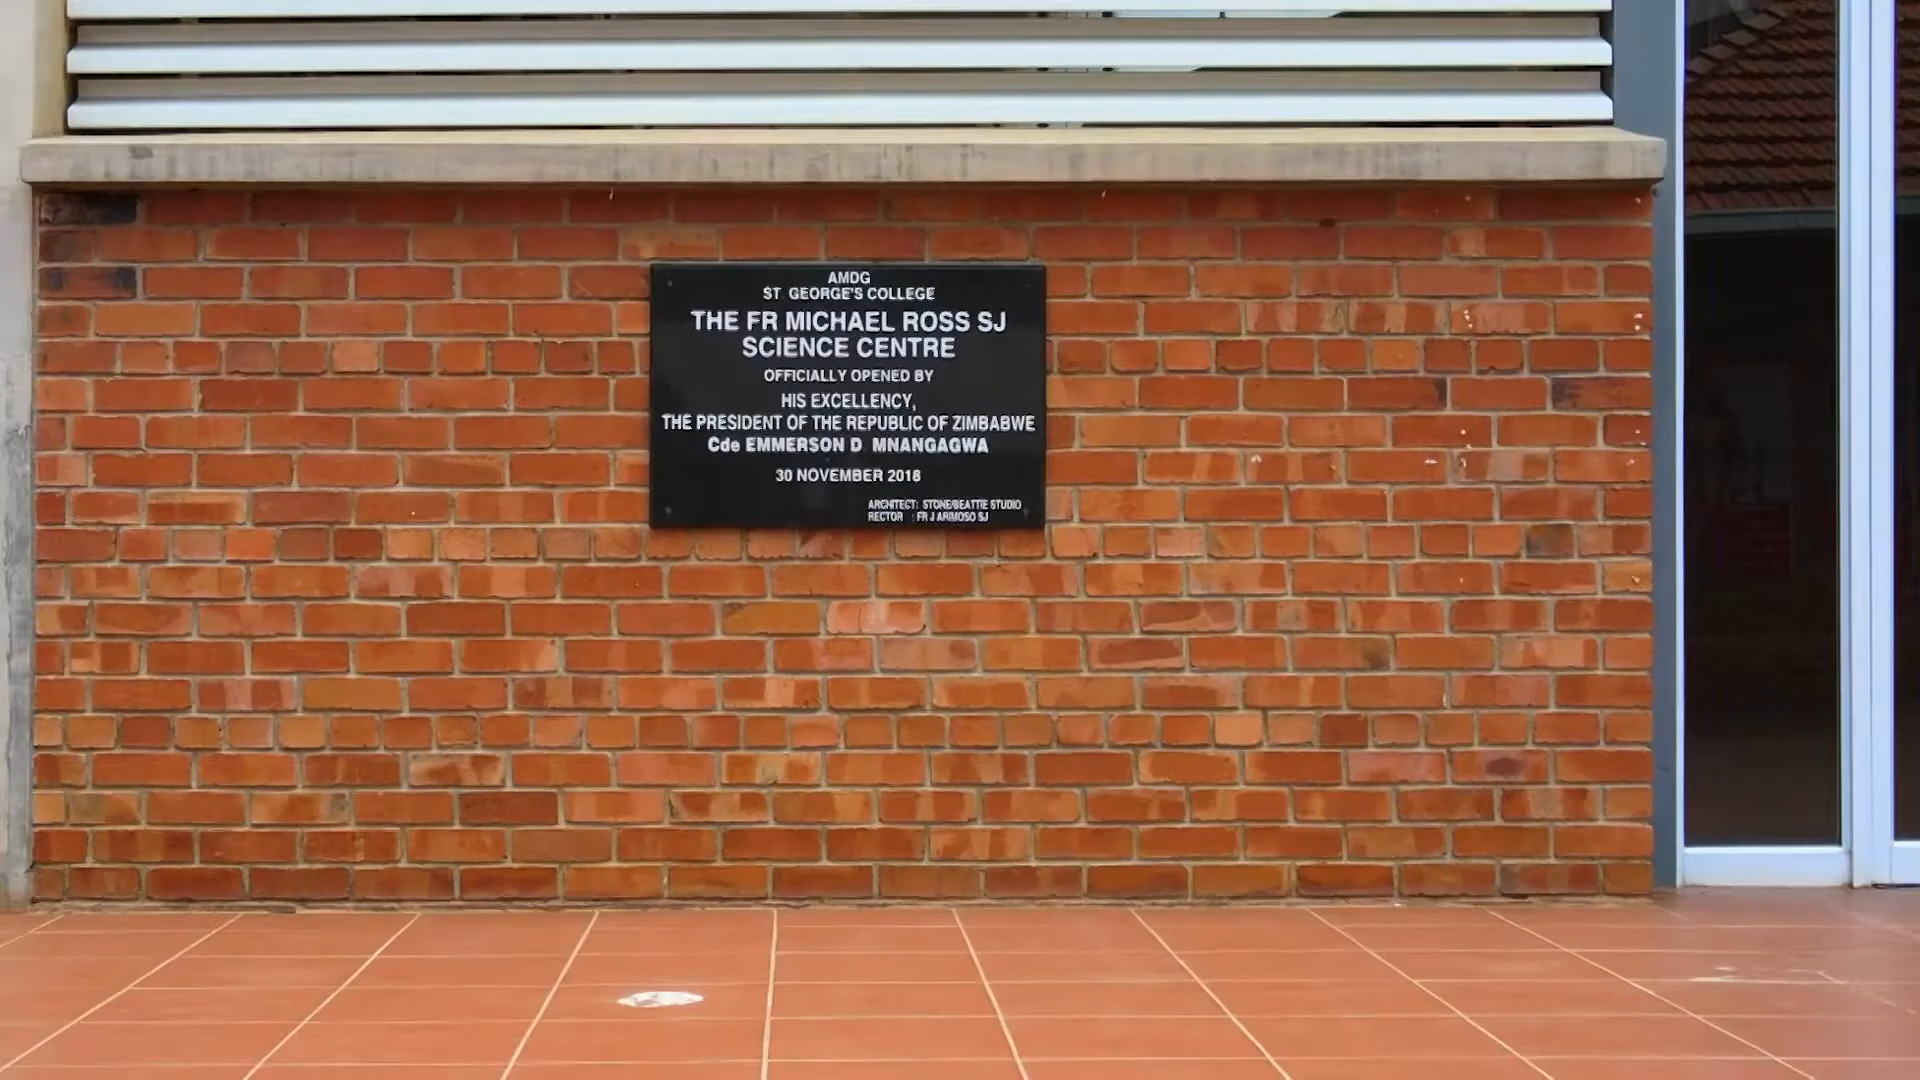 AMDG
ST GEORGE'S COLLEGE
THE FR MICHAEL ROSS SJ
SCIENCE CENTRE
OFFICIALLY OPENED BY
HIS EXCELLENCY,
THE PRESIDENT OF THE REPUBLIC OF ZIMBABWE
Cde EMMERSON D MNANGAGWA
30 NOVEMBER 2018
ARCHITECT: STONE/BEATTIE STUDIO
RECTOR : FR J ARIMOSO SJ